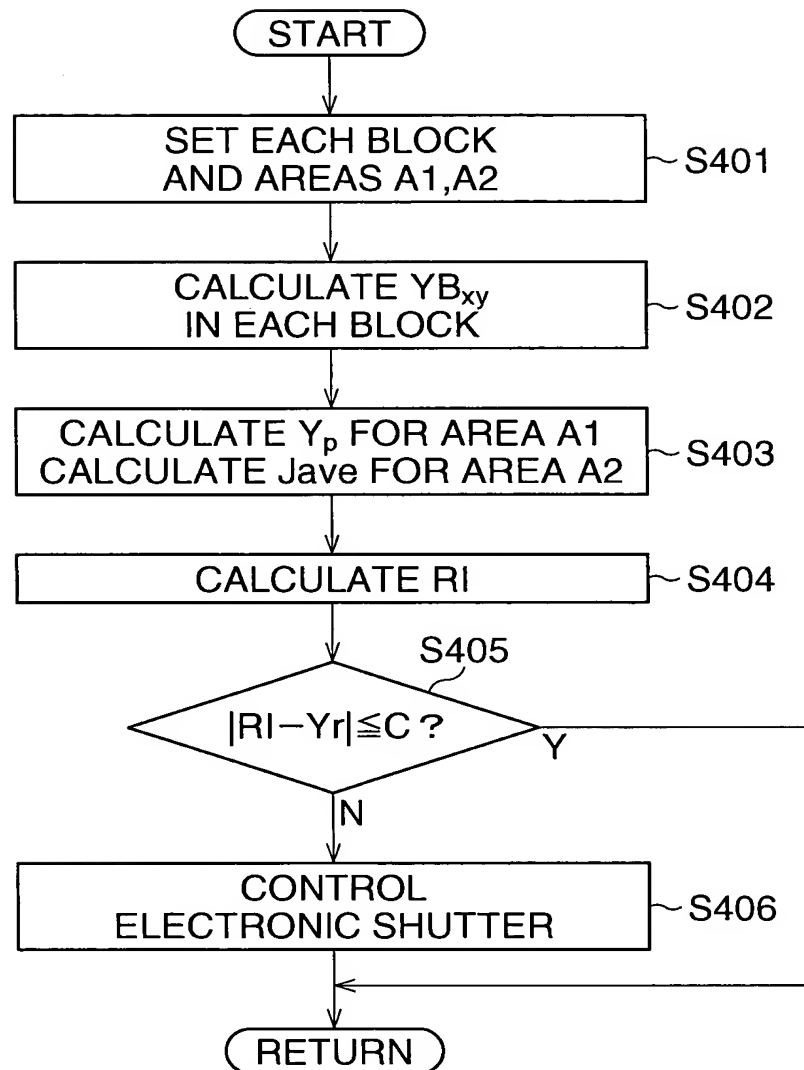 START
SET EACH BLOCK
AND AREAS A1,A2
S401
CALCULATE YBxy
IN EACH BLOCK
S402
CALCULATE Yp FOR AREA A1
CALCULATE Jave FOR AREA A2
S403
CALCULATE RI
S404
S405
|RI−Yr|≦C ?
Y
N
CONTROL
ELECTRONIC SHUTTER
S406
RETURN